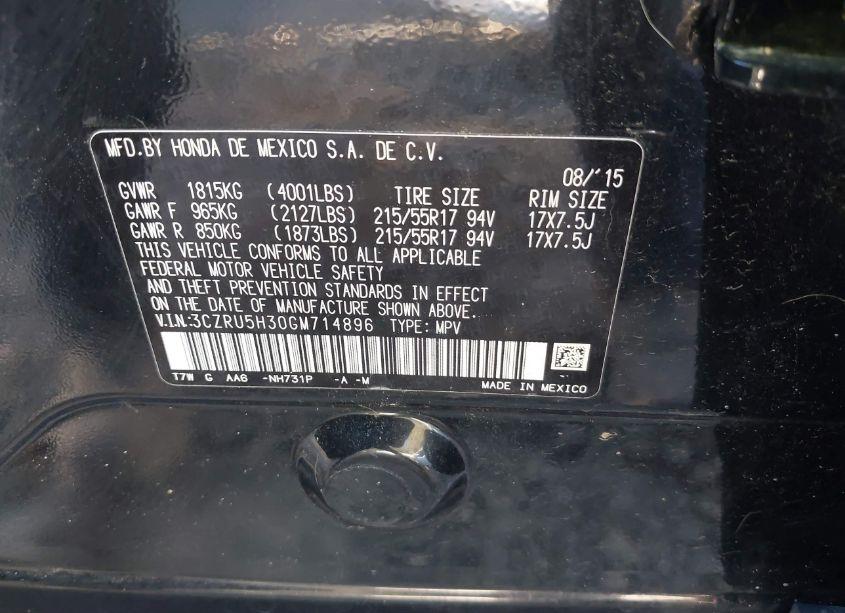 MFD.BY HONDA DE MEXICO S.A. DE C.V.
08/'15
GVWR 1815KG (4001LBS) TIRE SIZE RIM SIZE
GAWR F 965KG (2127LBS) 215/55R17 94V 17X7.5J
GAWR R 850KG (1873LBS) 215/55R17 94V 17X7.5J
THIS VEHICLE CONFORMS TO ALL APPLICABLE
FEDERAL MOTOR VEHICLE SAFETY
AND THEFT PREVENTION STANDARDS IN EFFECT
ON THE DATE OF MANUFACTURE SHOWN ABOVE.
V.I.N:3CZRU5H30GM714896 TYPE: MPV
T7W G AA6 -NH731P -A -M MADE IN MEXICO